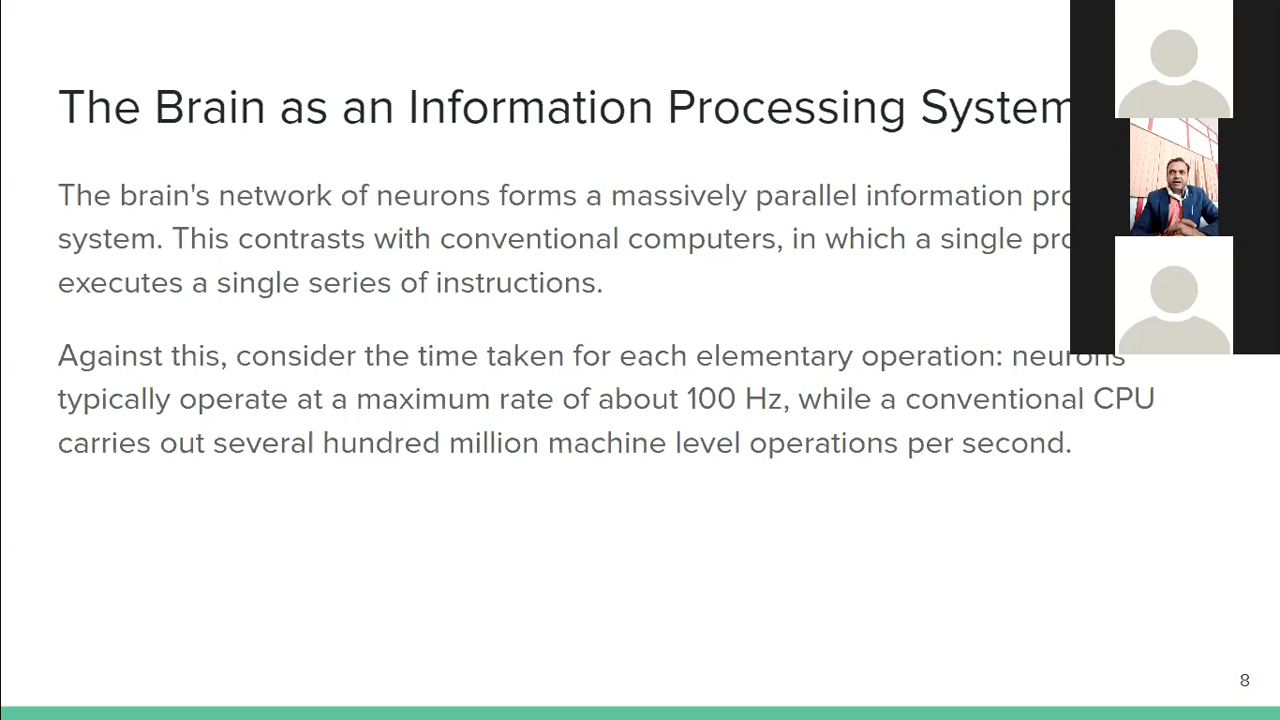 The Brain as an Information Processing System
The brain's network of neurons forms a massively parallel information
system. This contrasts with conventional computers, in which a single
executes a single series of instructions.
Against this, consider the time taken for each elementary operation: neurons
typically operate at a maximum rate of about 100 Hz, while a conventional CPU
carries out several hundred million machine level operations per second.
8